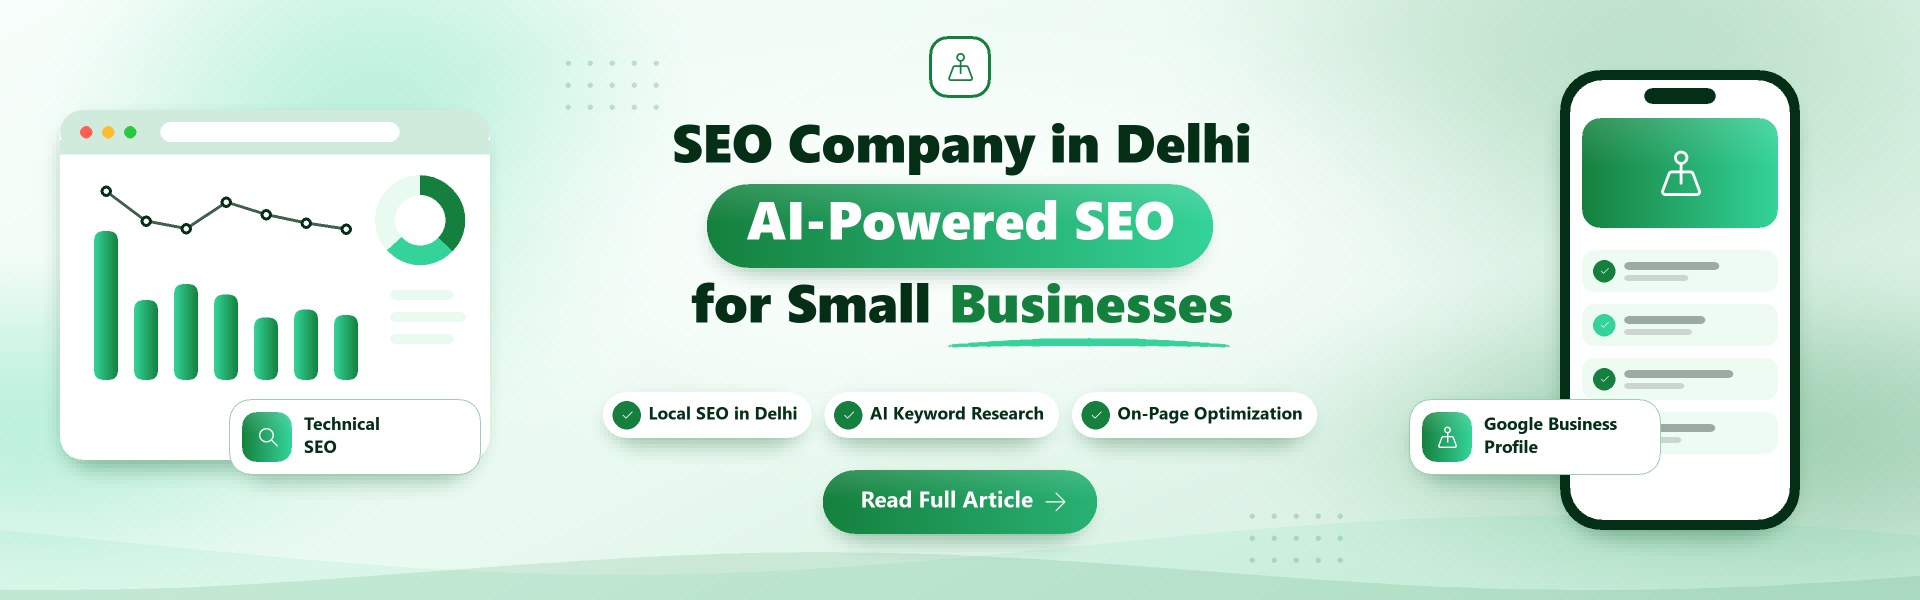 SEO Company in Delhi
AI-Powered SEO
for Small Businesses
Local SEO in Delhi
AI Keyword Research
On-Page Optimization
Read Full Article
Technical
SEO
Google Business
Profile